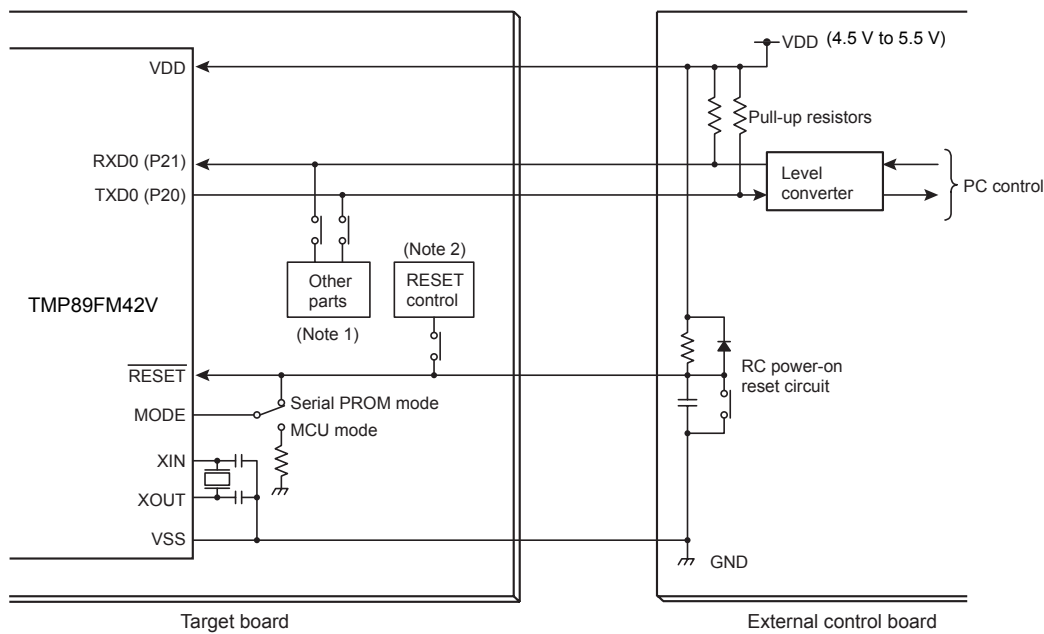 VDD (4.5 V to 5.5 V)
VDD
Pull-up resistors
RXD0 (P21)
TXD0 (P20)
Level
converter
PC control
(Note 2)
Other
parts
RESET
control
(Note 1)
TMP89FM42V
RESET
RC power-on
reset circuit
MODE
Serial PROM mode
MCU mode
XIN
XOUT
VSS
GND
Target board
External control board